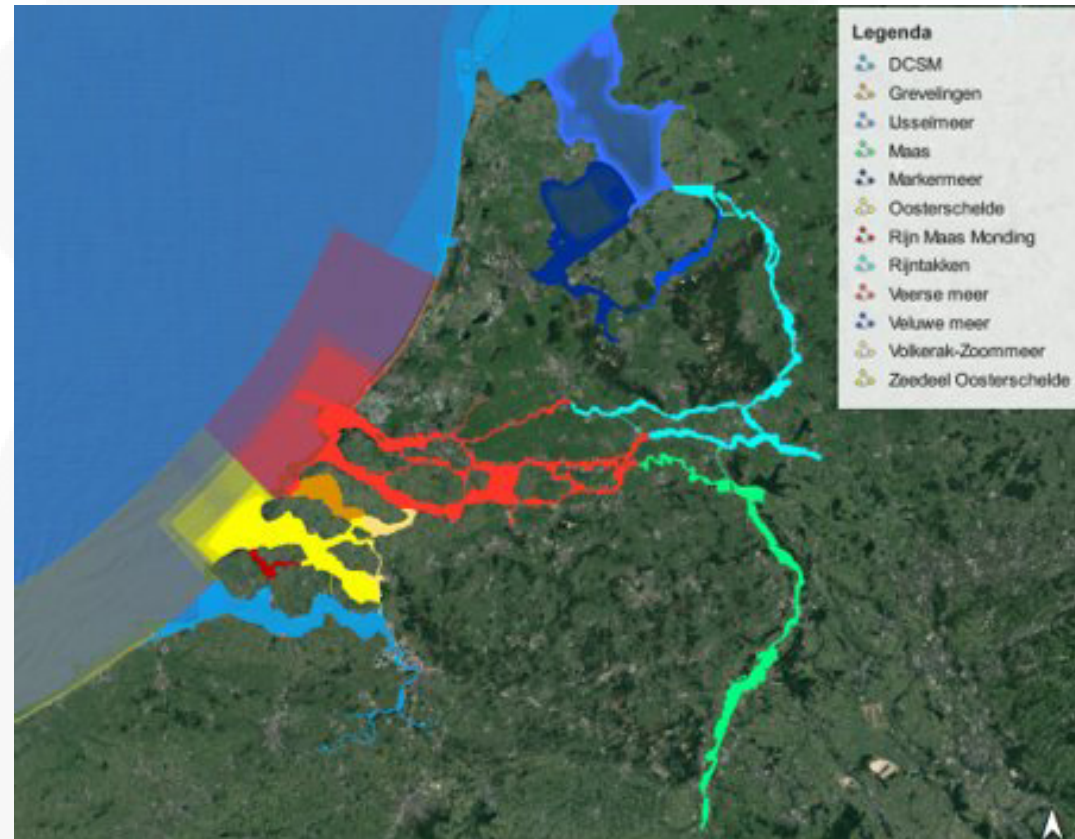 Legenda
DCSM
Grevelingen
IJsselmeer
Maas
Markermeer
Oosterschelde
Rijn Maas Monding
Rijntakken
Veerse meer
Veluwe meer
Volkerak-Zoommeer
Zeedeel Oosterschelde